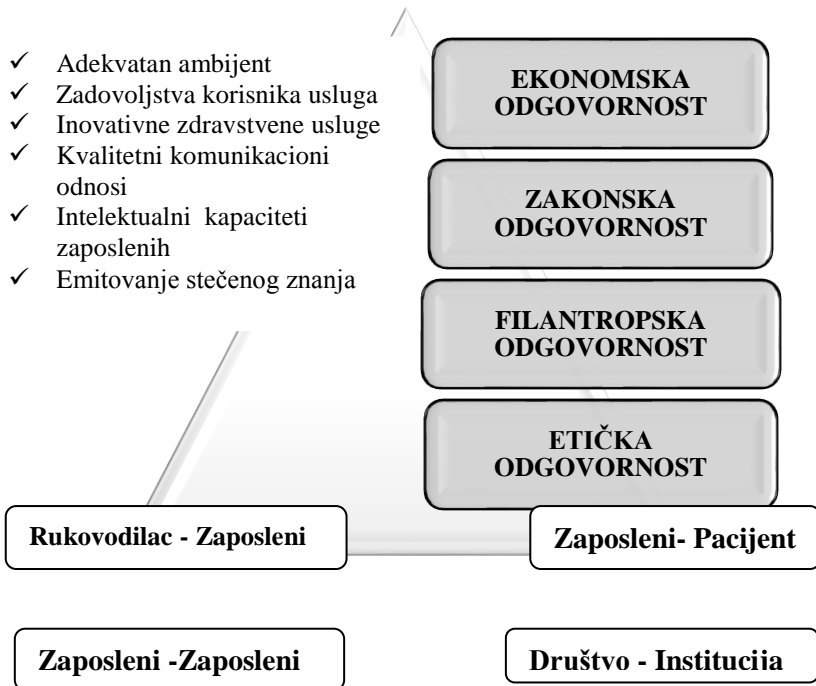 ✓ Adekvatan ambijent
✓ Zadovoljstva korisnika usluga
✓ Inovativne zdravstvene usluge
✓ Kvalitetni komunikacioni
odnosi
✓ Intelektualni kapaciteti
zaposlenih
✓ Emitovanje stečenog znanja
EKONOMSKA
ODGOVORNOST
ZAKONSKA
ODGOVORNOST
FILANTROPSKA
ODGOVORNOST
ETIČKA
ODGOVORNOST
Rukovodilac - Zaposleni
Zaposleni- Pacijent
Zaposleni -Zaposleni
Društvo - Institucija